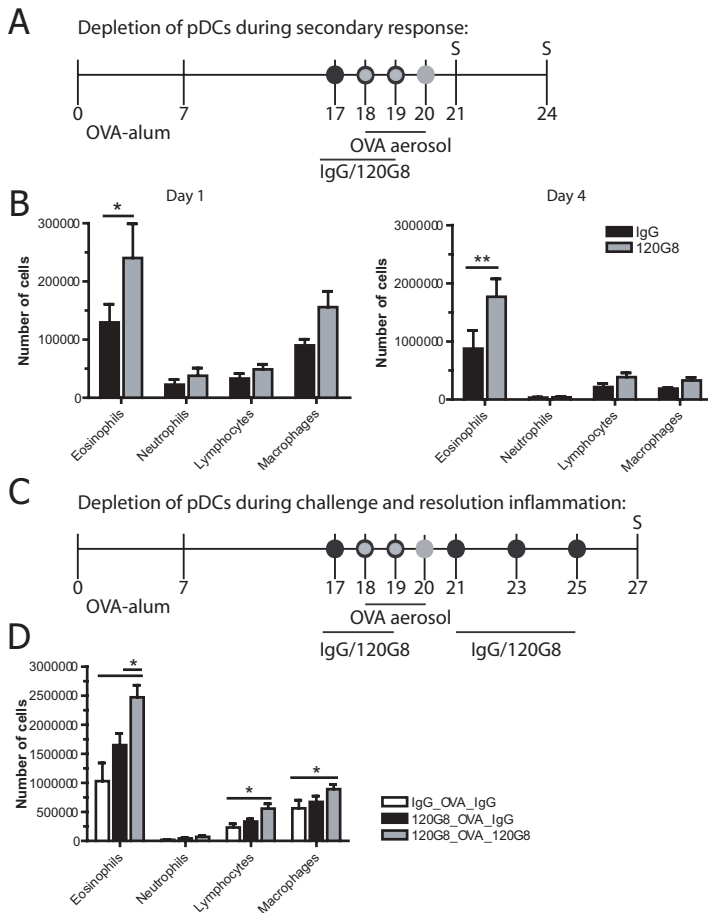 A
Depletion of pDCs during secondary response:
S S
0 7 17 18 19 20 21 24
OVA-alum
OVA aerosol
IgG/120G8
B
Day 1
Number of cells
300000
200000
100000
0
Eosinophils
Neutrophils
Lymphocytes
Macrophages
*
Day 4
Number of cells
3000000
2000000
1000000
0
Eosinophils
Neutrophils
Lymphocytes
Macrophages
**
IgG
120G8
C
Depletion of pDCs during challenge and resolution inflammation:
S
0 7 17 18 19 20 21 23 25 27
OVA-alum
OVA aerosol
IgG/120G8 IgG/120G8
D
Number of cells
3000000
2500000
2000000
1500000
1000000
500000
0
Eosinophils
Neutrophils
Lymphocytes
Macrophages
*
*
*
IgG_OVA_IgG
120G8_OVA_IgG
120G8_OVA_120G8